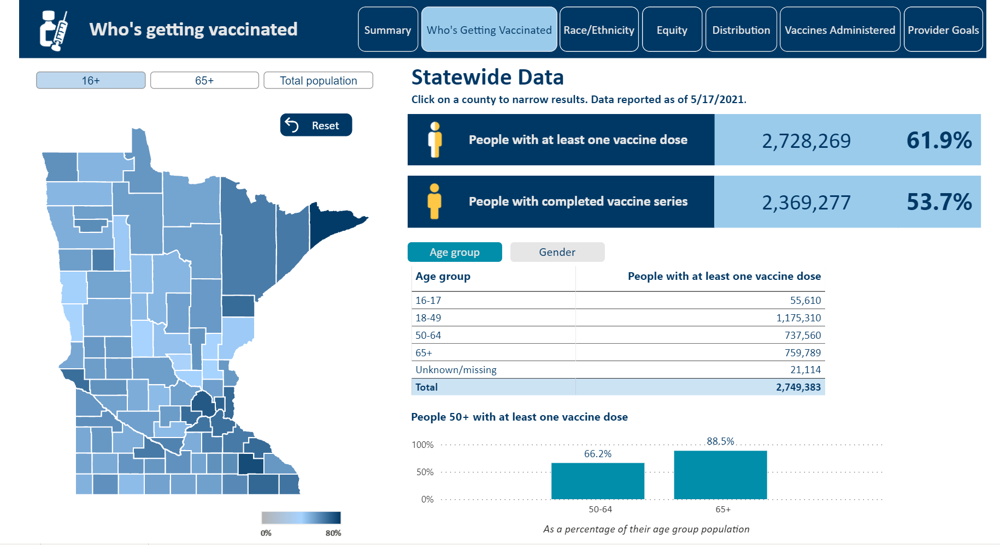 Who's getting vaccinated
Summary
Who's Getting Vaccinated
Race/Ethnicity
Equity
Distribution
Vaccines Administered
Provider Goals
16+
65+
Total population
Reset
0%
80%
Statewide Data
Click on a county to narrow results. Data reported as of 5/17/2021.
People with at least one vaccine dose 2,728,269 61.9%
People with completed vaccine series 2,369,277 53.7%
Age group
Gender
Age group People with at least one vaccine dose
16-17 55,610
18-49 1,175,310
50-64 737,560
65+ 759,789
Unknown/missing 21,114
Total 2,749,383
People 50+ with at least one vaccine dose
100%
50%
0%
66.2%
88.5%
50-64
65+
As a percentage of their age group population